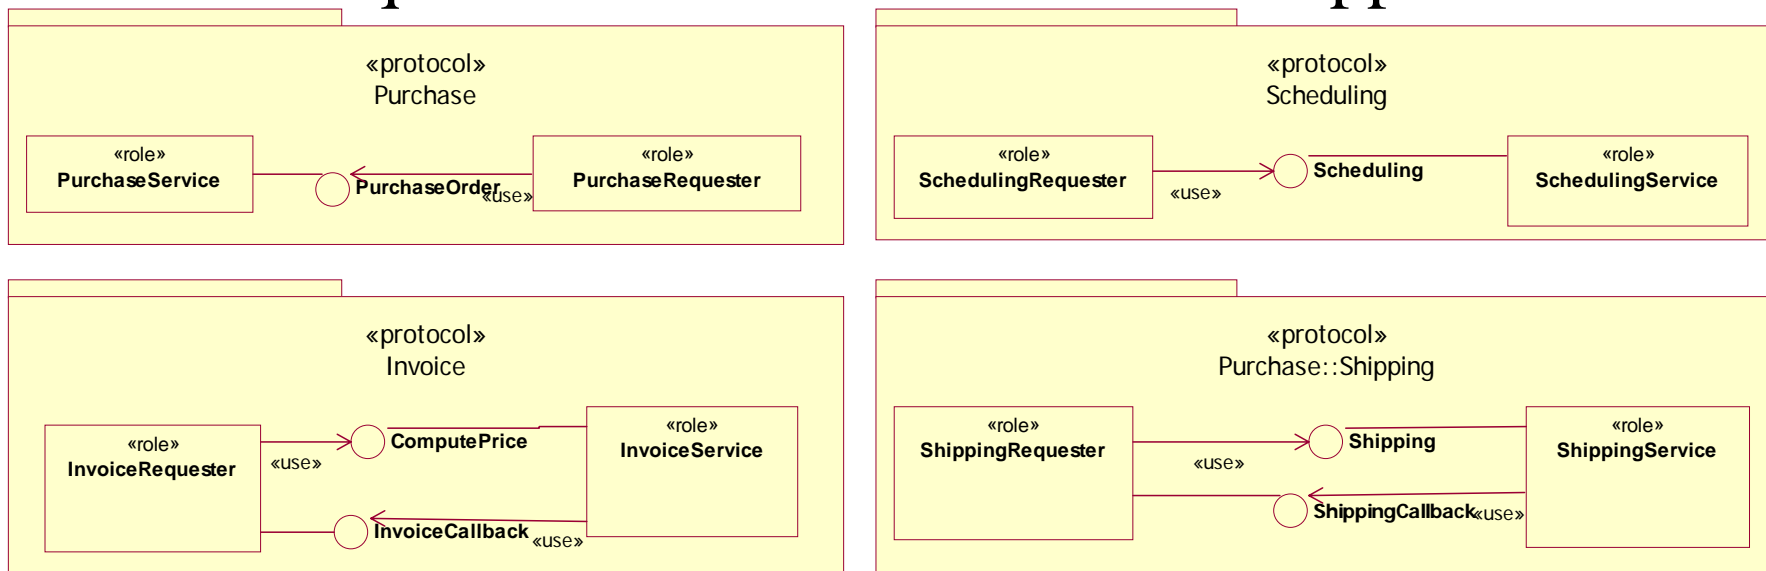 «protocol»
Purchase
«role»
PurchaseService
PurchaseOrder
«use»
«role»
PurchaseRequester
«protocol»
Scheduling
«role»
SchedulingRequester
«use»
Scheduling
«role»
SchedulingService
«protocol»
Invoice
«role»
InvoiceRequester
«use»
ComputePrice
«role»
InvoiceService
InvoiceCallback
«use»
«protocol»
Purchase::Shipping
«role»
ShippingRequester
«use»
Shipping
«role»
ShippingService
ShippingCallback
«use»